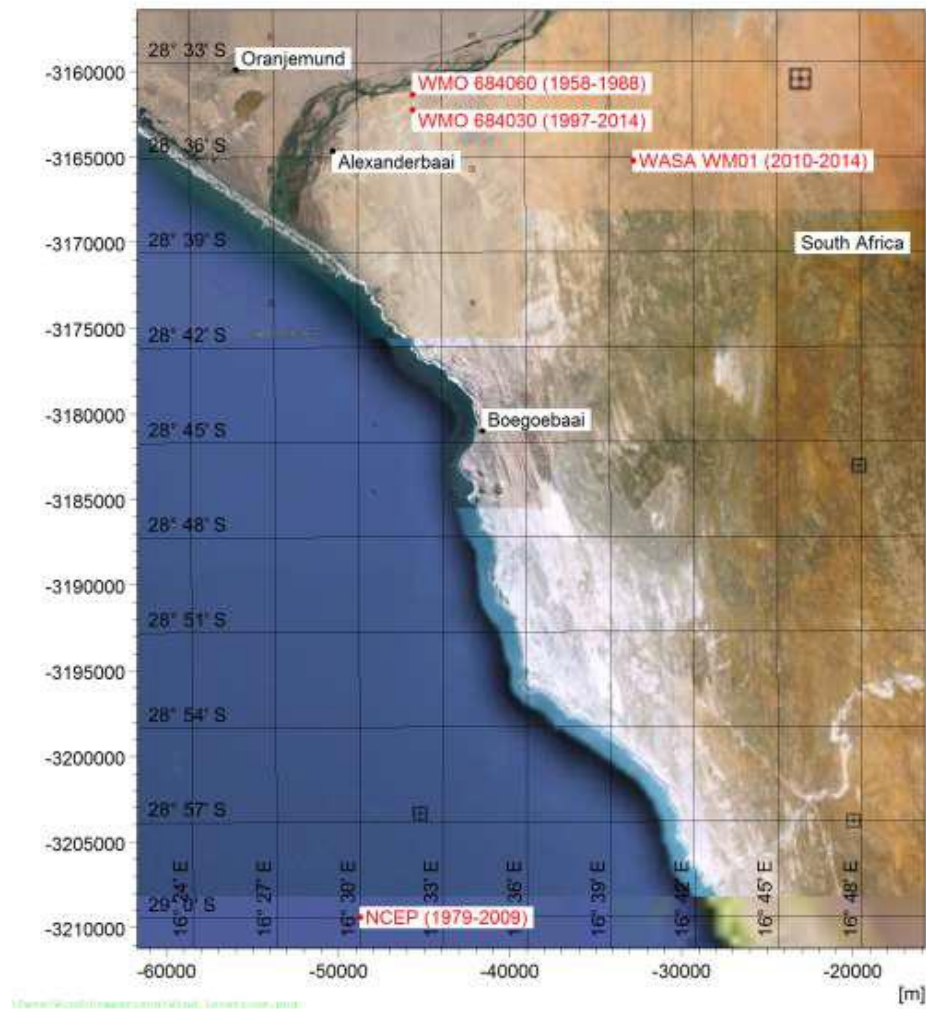 28° 33' S
Oranjemund
-3160000
WMO 684060 (1958-1988)
WMO 684030 (1997-2014)
28° 36' S
Alexanderbaai
-3165000
WASA WM01 (2010-2014)
28° 39' S
-3170000
South Africa
-3175000
28° 42' S
-3180000
Boegoebaai
28° 45' S
-3185000
28° 48' S
-3190000
28° 51' S
-3195000
28° 54' S
-3200000
28° 57' S
-3205000
16° 24' E
16° 27' E
16° 30' E
16° 33' E
16° 36' E
16° 39' E
16° 42' E
16° 45' E
16° 48' E
29° 0' S
NCEP (1979-2009)
-3210000
-60000
-50000
-40000
-30000
-20000
[m]